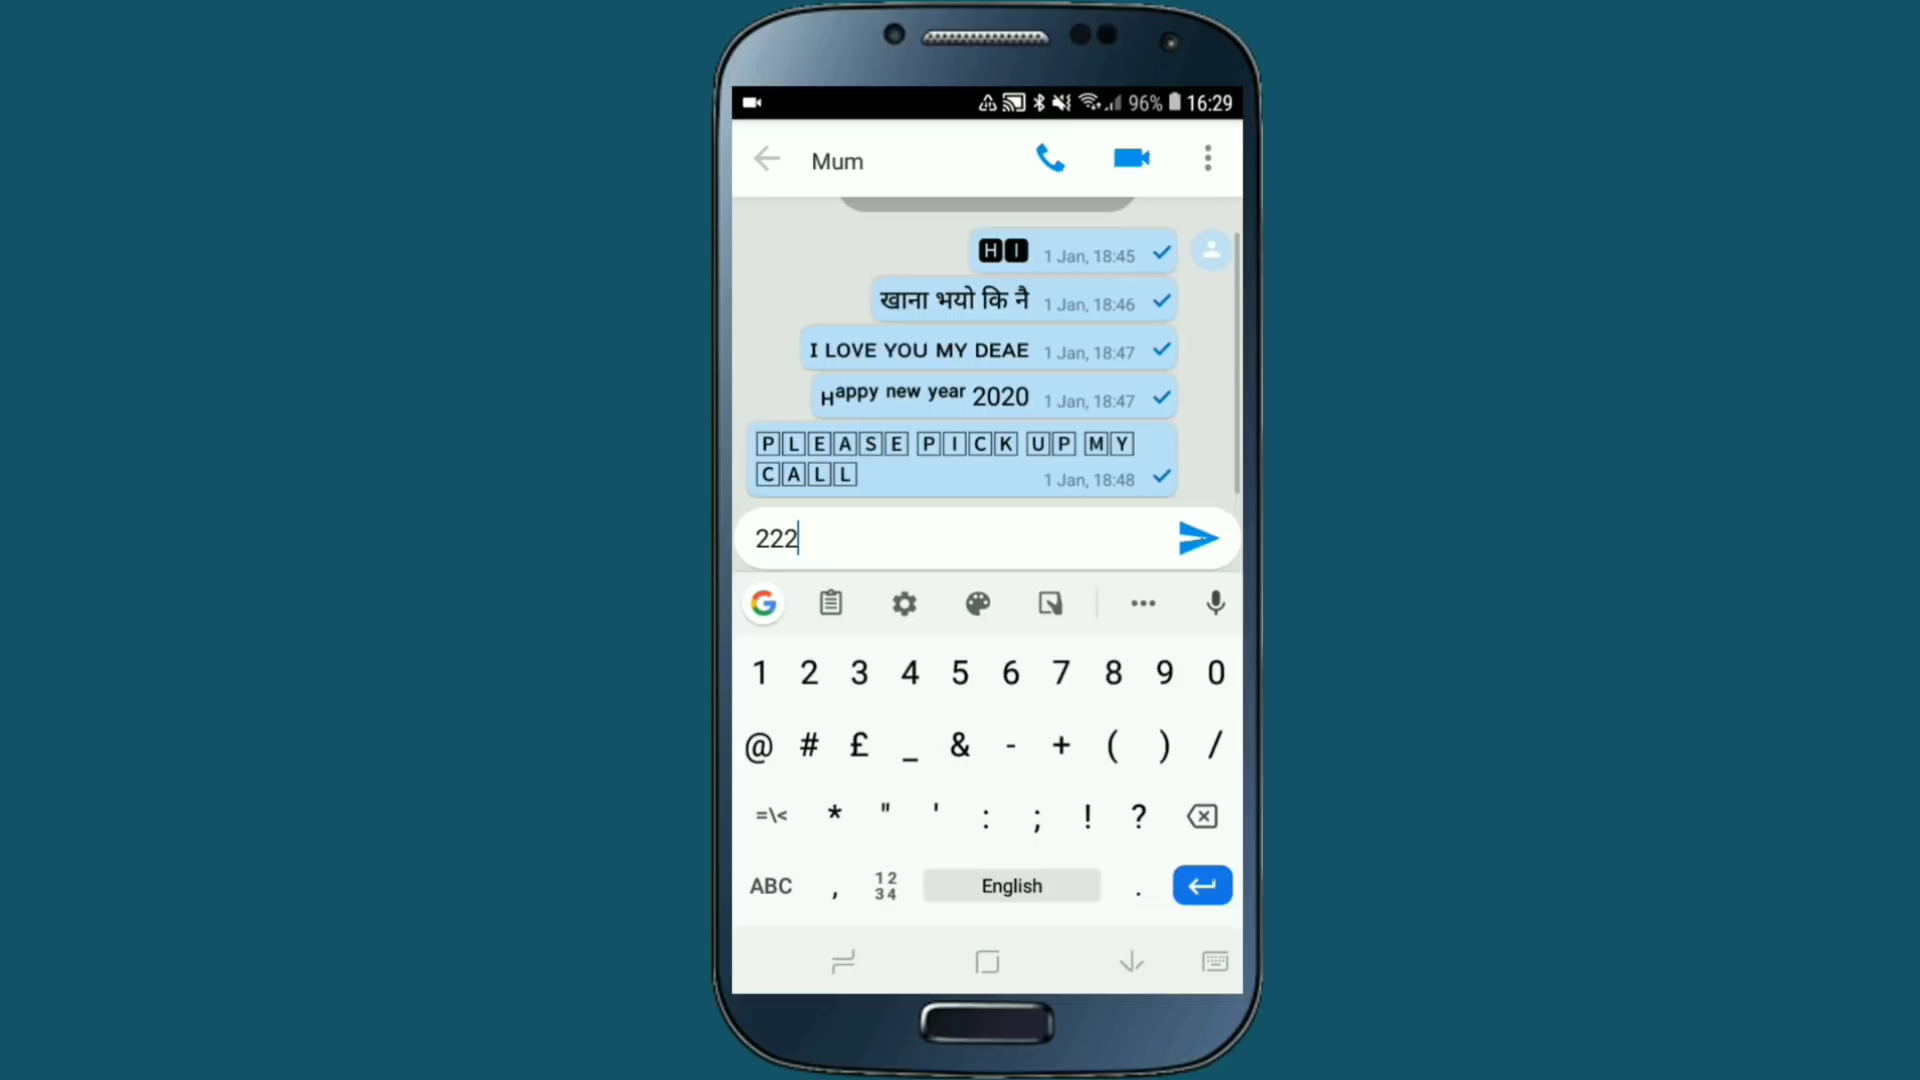 96% 16:29
Mum
H I 1 Jan, 18:45
खाना भयो कि नै 1 Jan, 18:46
I LOVE YOU MY DEAE 1 Jan, 18:47
Happy new year 2020 1 Jan, 18:47
PLEASE PICK UP MY
CALL 1 Jan, 18:48
222
1 2 3 4 5 6 7 8 9 0
@ # £ _ & - + ( ) /
=\< * " ' : ; ! ?
ABC , 12 34 English .